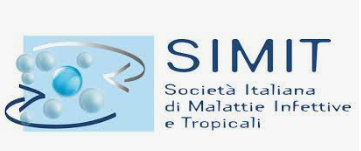 SIMIT
Società Italiana
di Malattie Infettive
e Tropicali